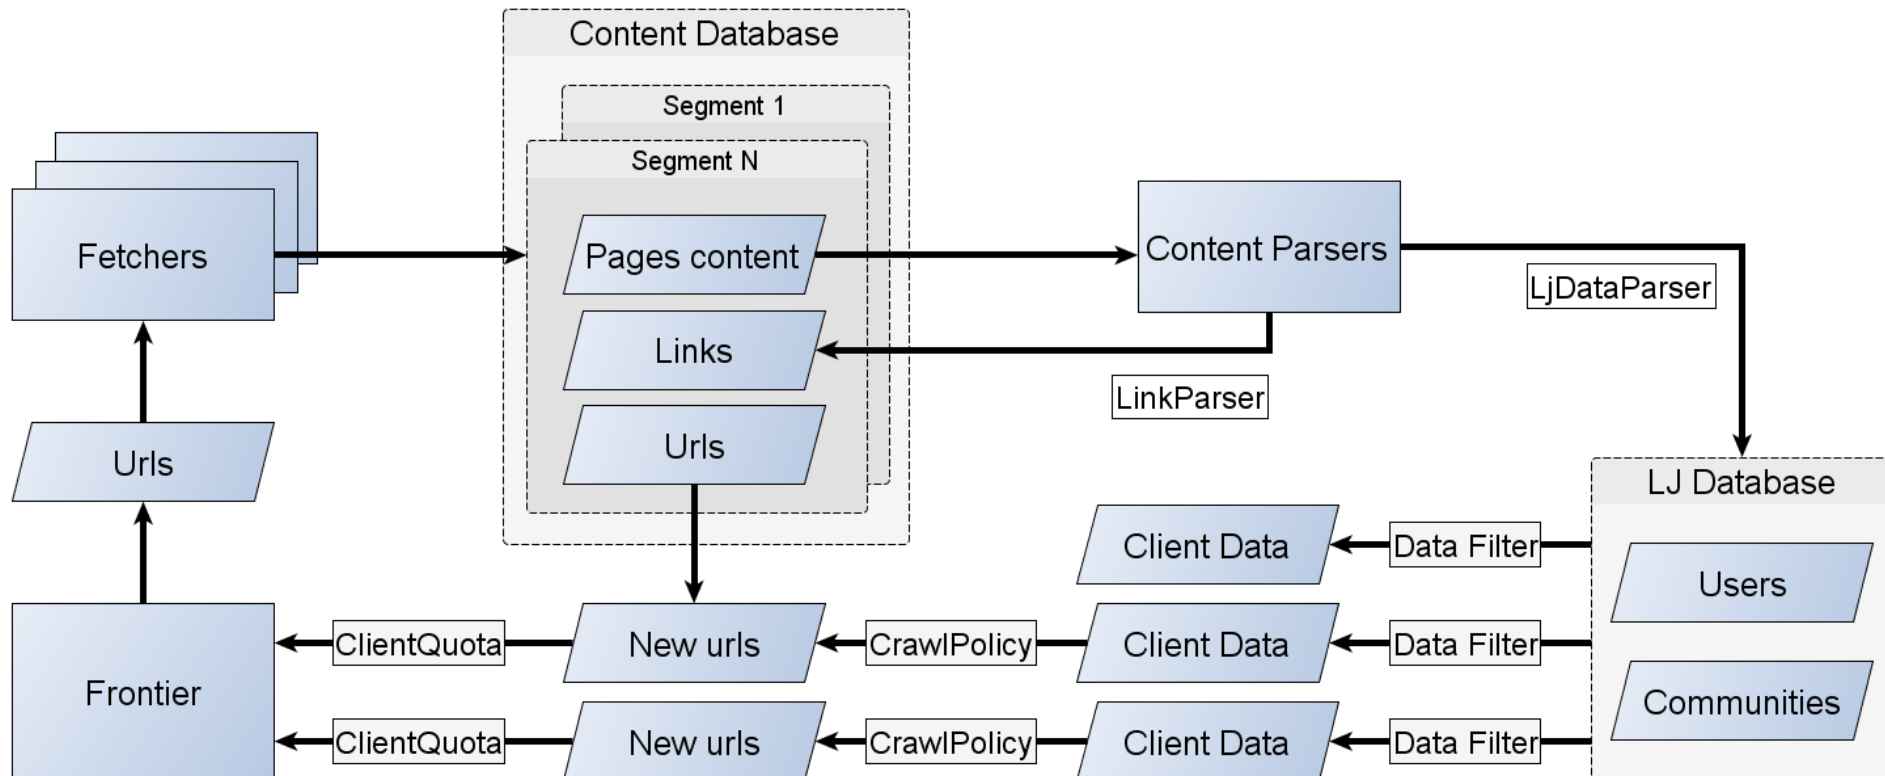 Content Database
Segment 1
Segment N
Fetchers
Pages content
Content Parsers
LjDataParser
Links
LinkParser
Urls
Urls
LJ Database
Client Data
Data Filter
Users
ClientQuota
New urls
CrawlPolicy
Client Data
Data Filter
Frontier
Communities
ClientQuota
New urls
CrawlPolicy
Client Data
Data Filter